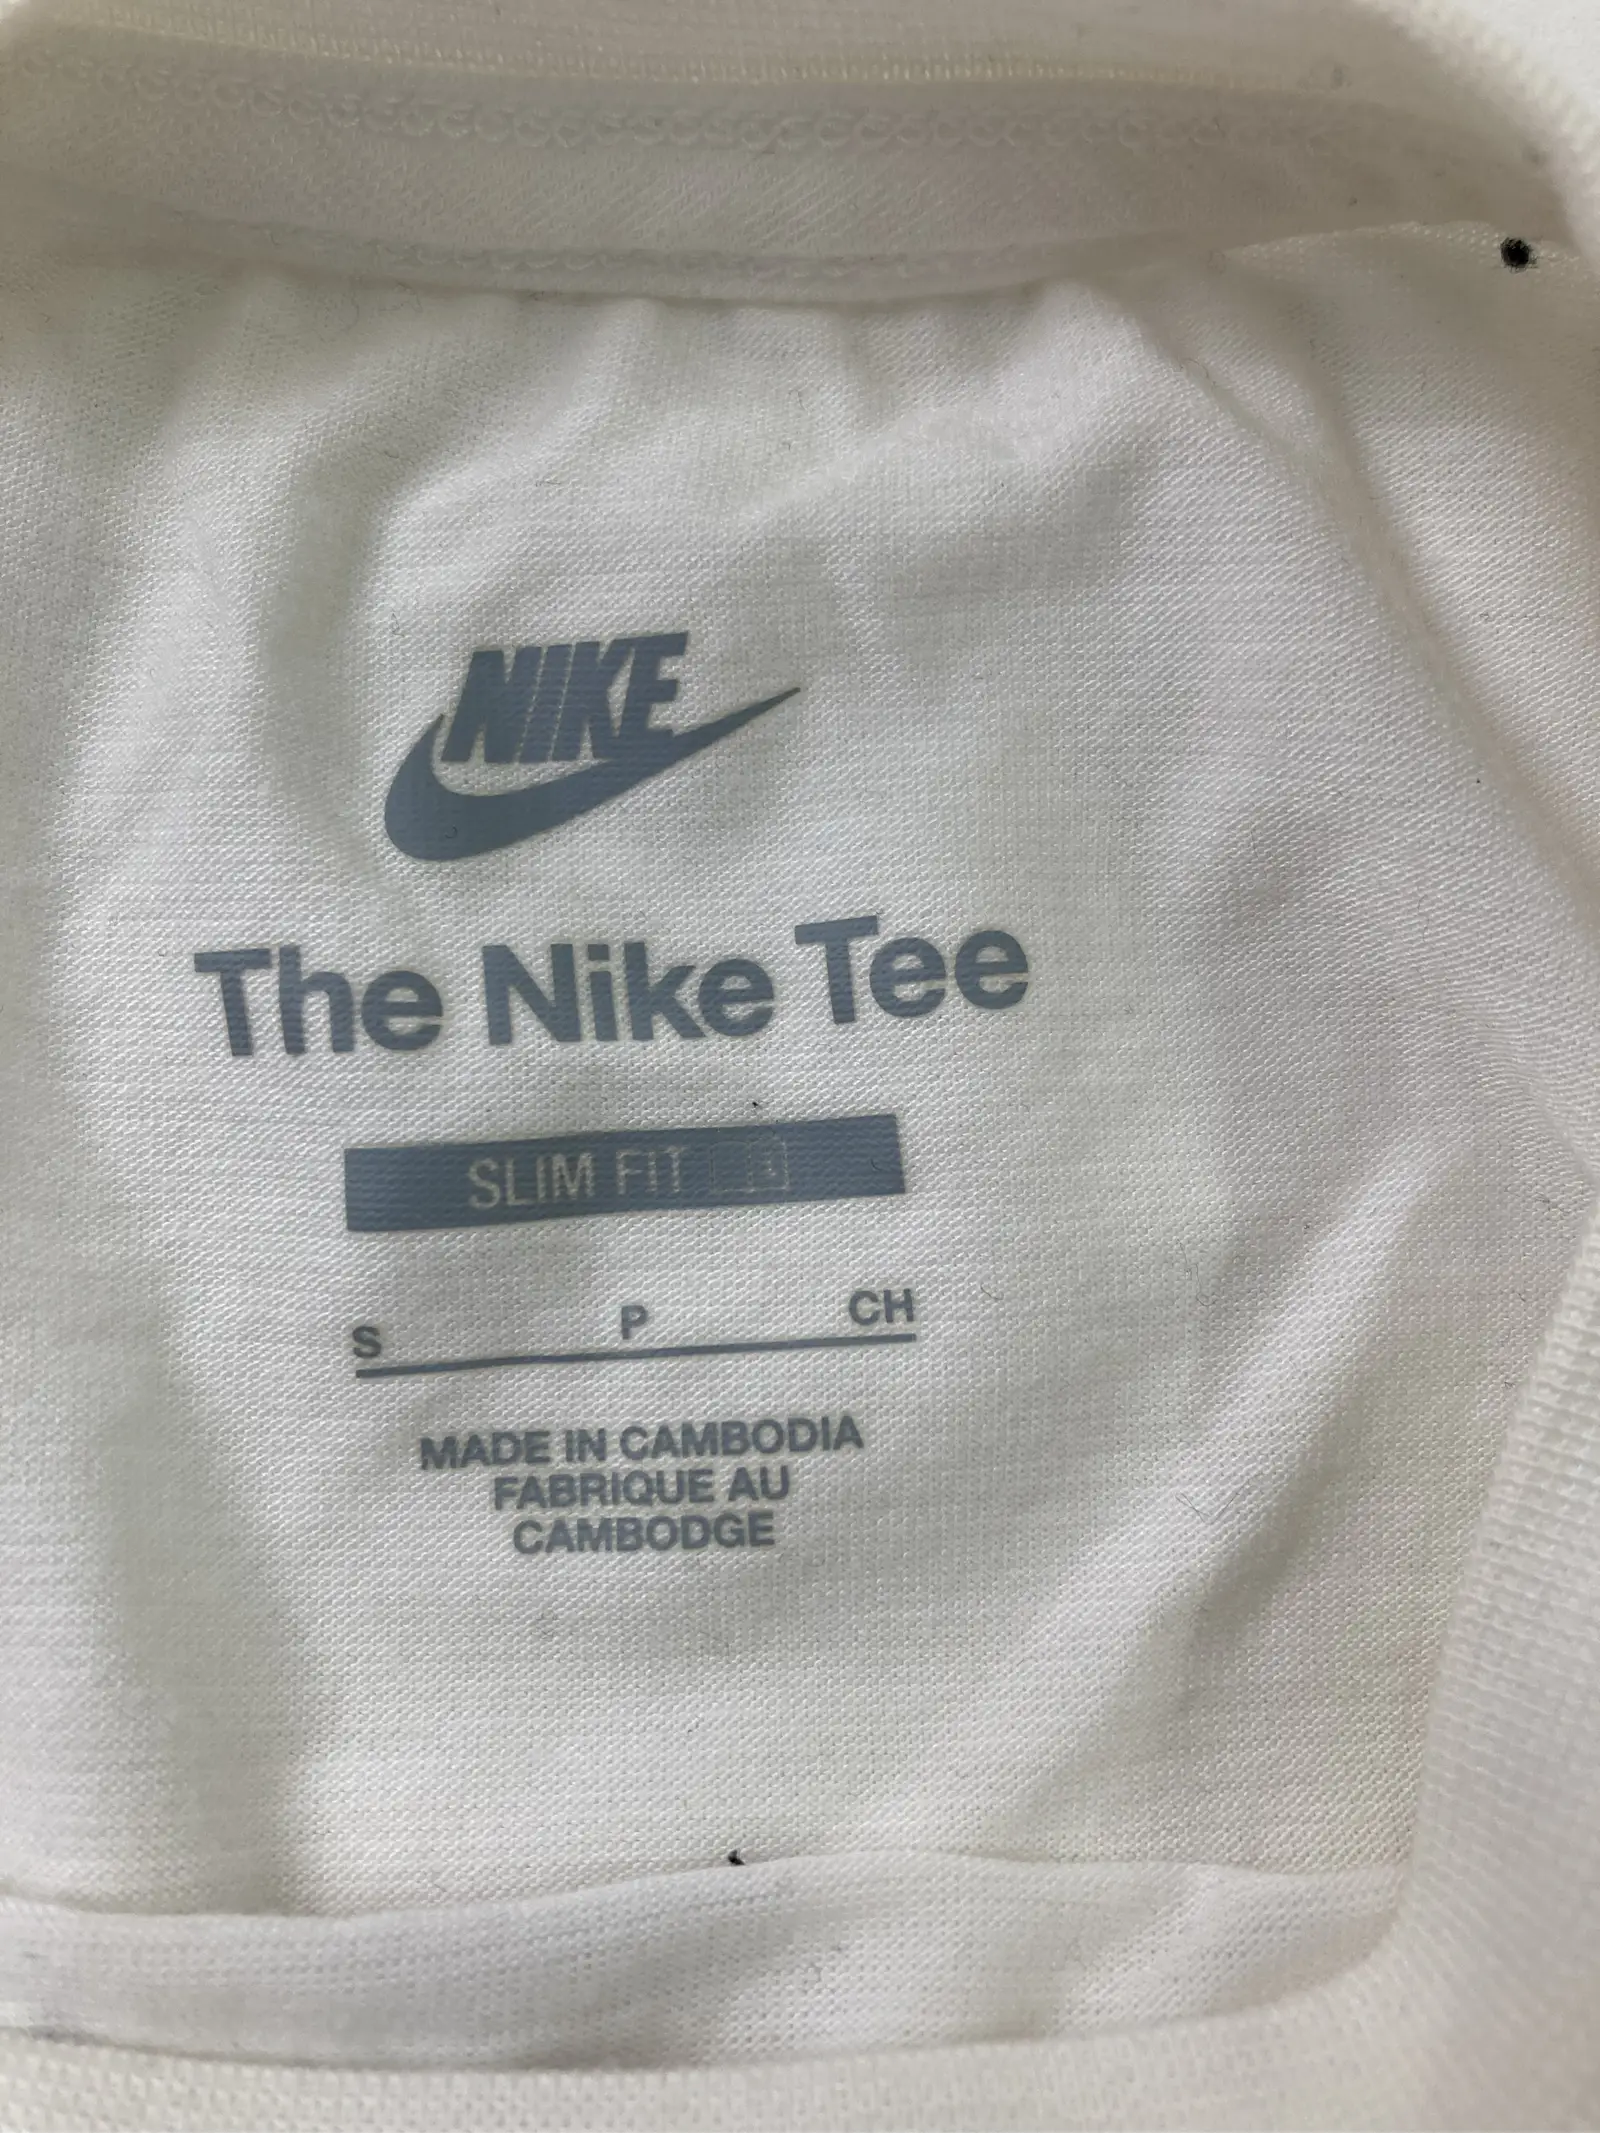 NIKE
The Nike Tee
SLIM FIT
S P CH
MADE IN CAMBODIA
FABRIQUE AU
CAMBODGE